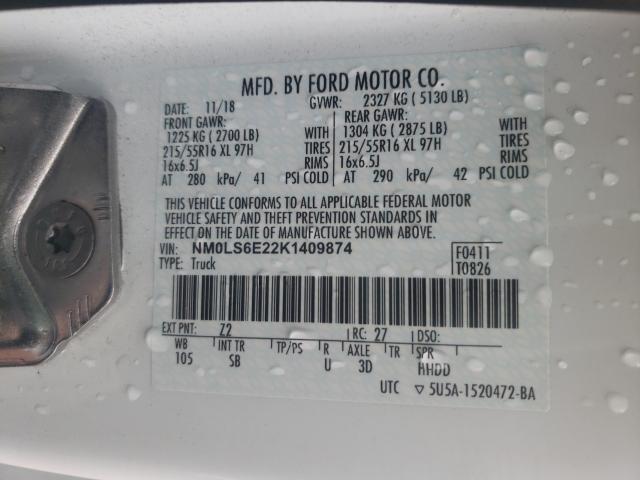 MFD. BY FORD MOTOR CO.
DATE: 11/18 GVWR: 2327 KG ( 5130 LB)
FRONT GAWR: REAR GAWR:
1225 KG ( 2700 LB) WITH 1304 KG ( 2875 LB) WITH
215/55R16 XL 97H TIRES 215/55R16 XL 97H TIRES
16x6.5J RIMS 16x6.5J RIMS
AT 280 kPa/ 41 PSI COLD AT 290 kPa/ 42 PSI COLD
THIS VEHICLE CONFORMS TO ALL APPLICABLE FEDERAL MOTOR
VEHICLE SAFETY AND THEFT PREVENTION STANDARDS IN
EFFECT ON THE DATE OF MANUFACTURE SHOWN ABOVE.
VIN: NM0LS6E22K1409874 F0411
TYPE: Truck T0826
EXT PNT: Z2 RC: 27 DSO:
WB INT TR TP/PS R AXLE TR SPR
105 SB U 3D HHDD
UTC ▽ 5U5A-1520472-BA